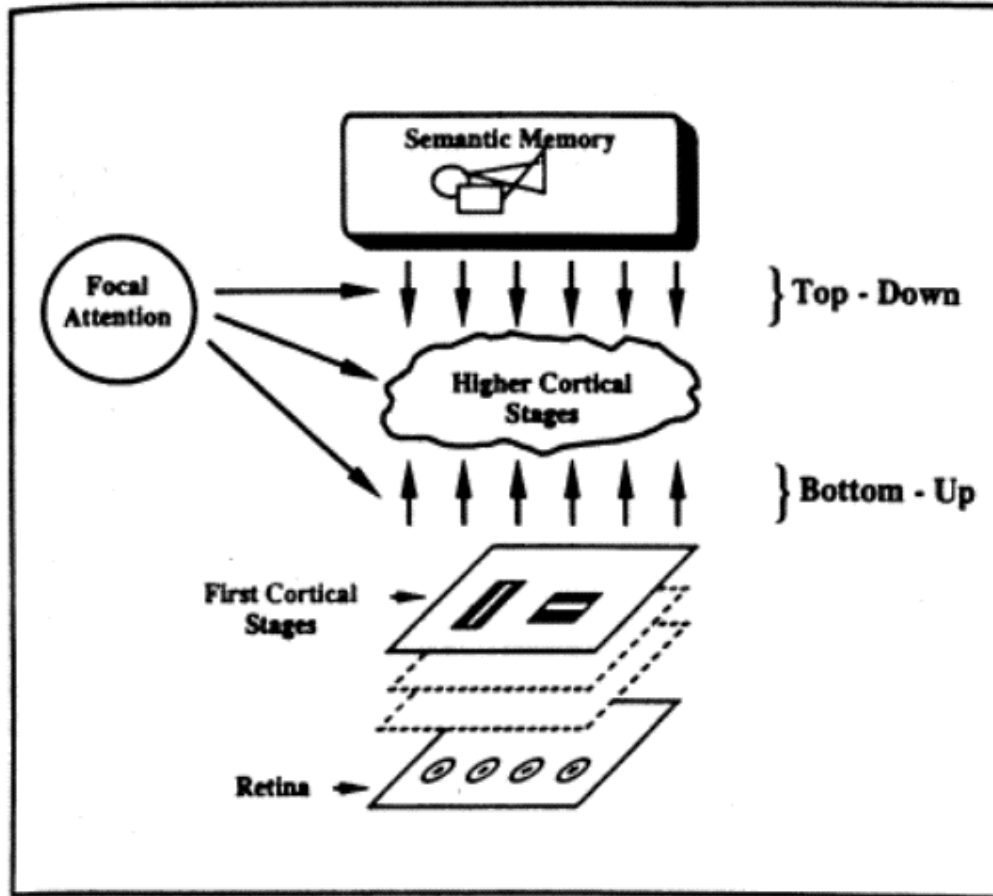 Semantic Memory
Focal
Attention
} Top - Down
Higher Cortical
Stages
} Bottom - Up
First Cortical
Stages
Retina